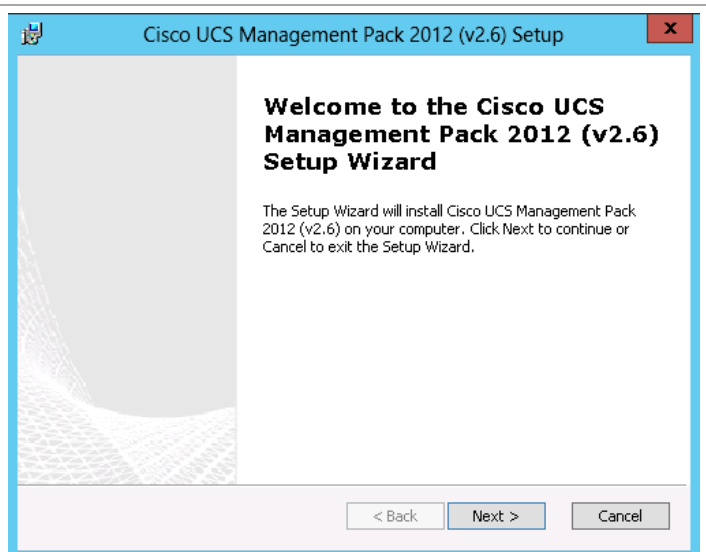 Cisco UCS Management Pack 2012 (v2.6) Setup
x
Welcome to the Cisco UCS
Management Pack 2012 (v2.6)
Setup Wizard
The Setup Wizard will install Cisco UCS Management Pack
2012 (v2.6) on your computer. Click Next to continue or
Cancel to exit the Setup Wizard.
< Back Next > Cancel